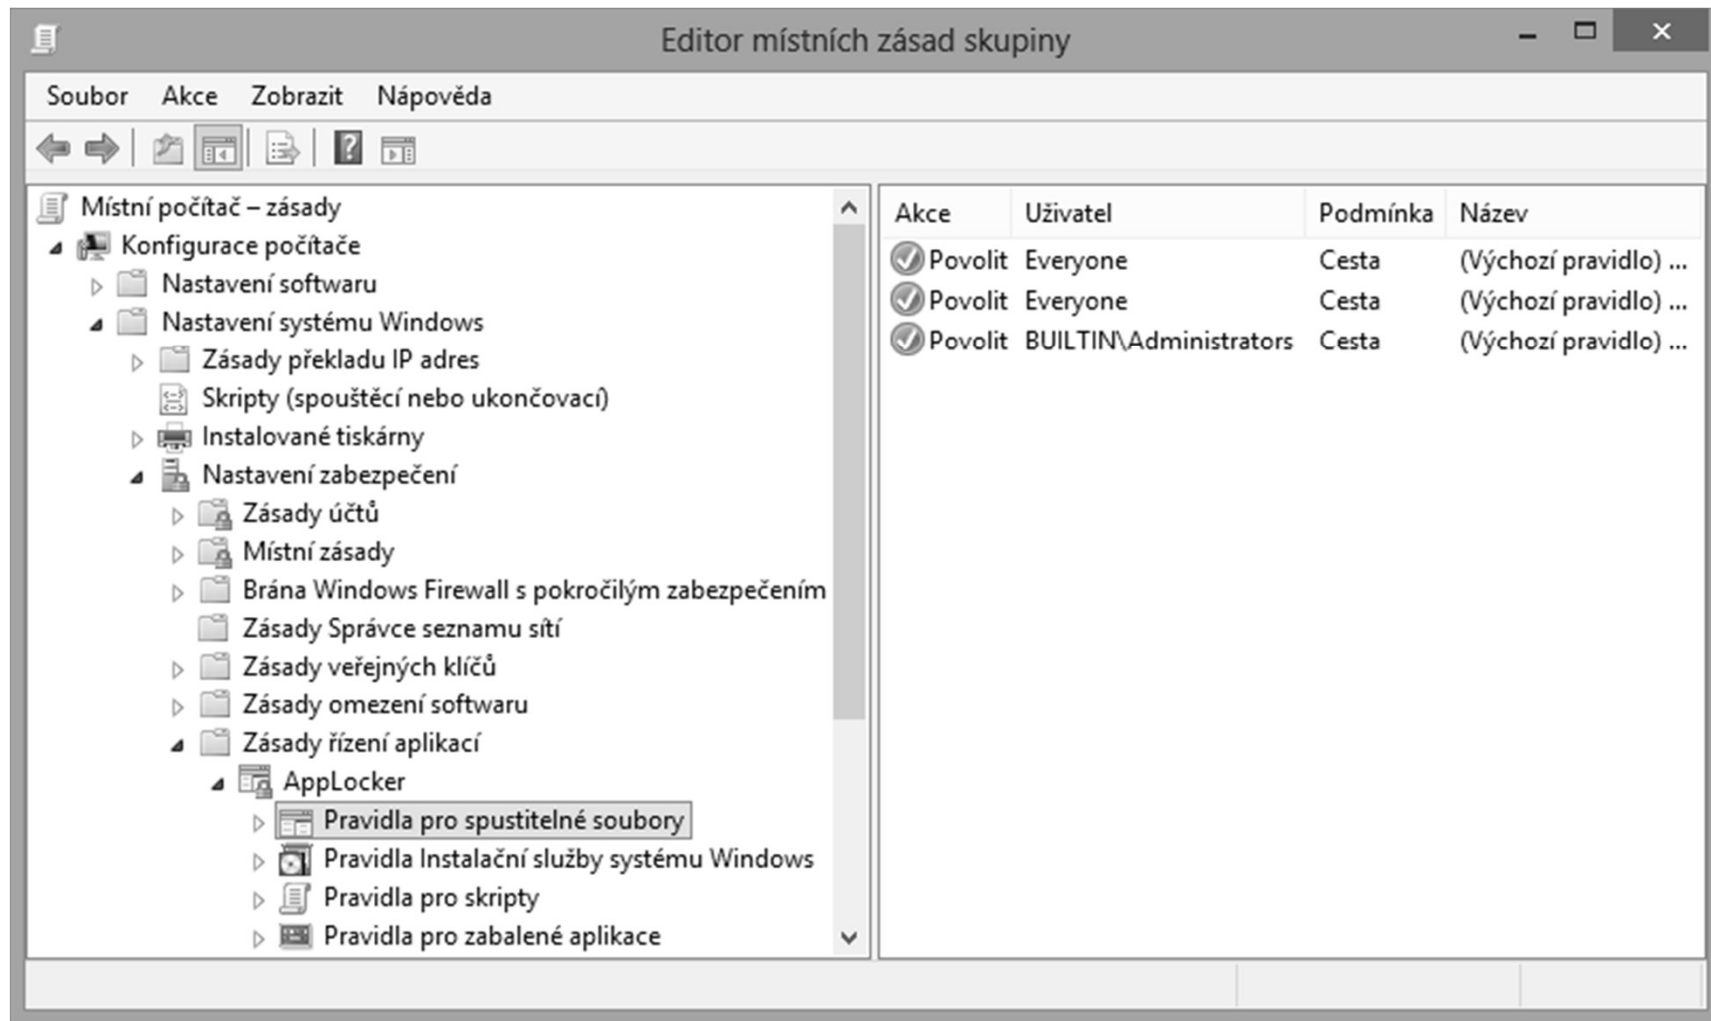 Editor místních zásad skupiny
Soubor Akce Zobrazit Nápověda
Místní počítač – zásady
Konfigurace počítače
Nastavení softwaru
Nastavení systému Windows
Zásady překladu IP adres
Skripty (spouštěcí nebo ukončovací)
Instalované tiskárny
Nastavení zabezpečení
Zásady účtů
Místní zásady
Brána Windows Firewall s pokročilým zabezpečením
Zásady Správce seznamu sítí
Zásady veřejných klíčů
Zásady omezení softwaru
Zásady řízení aplikací
AppLocker
Pravidla pro spustitelné soubory
Pravidla Instalační služby systému Windows
Pravidla pro skripty
Pravidla pro zabalené aplikace
Akce Uživatel Podmínka Název
Povolit Everyone Cesta (Výchozí pravidlo) ...
Povolit Everyone Cesta (Výchozí pravidlo) ...
Povolit BUILTIN\Administrators Cesta (Výchozí pravidlo) ...